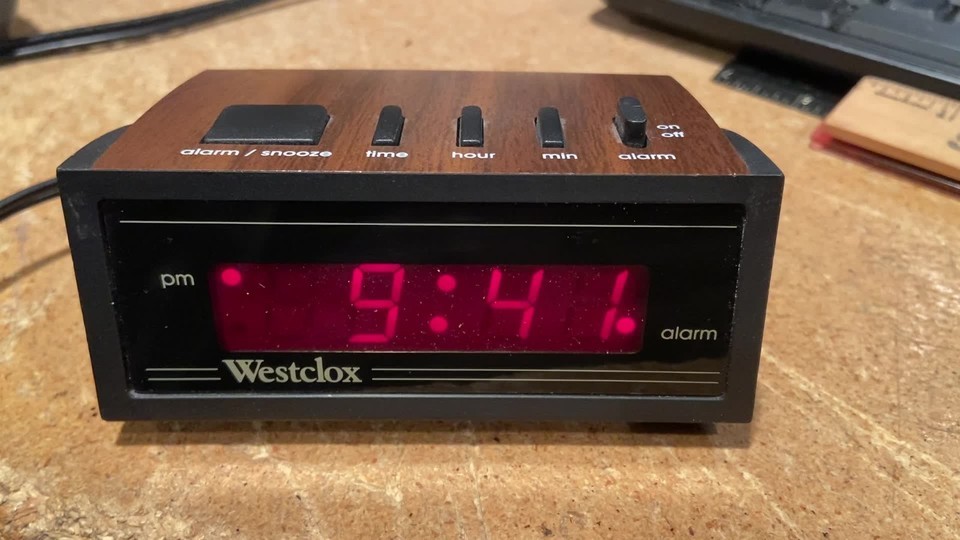 on
off
alarm / snooze time hour min alarm
pm
9:41
alarm
Westclox